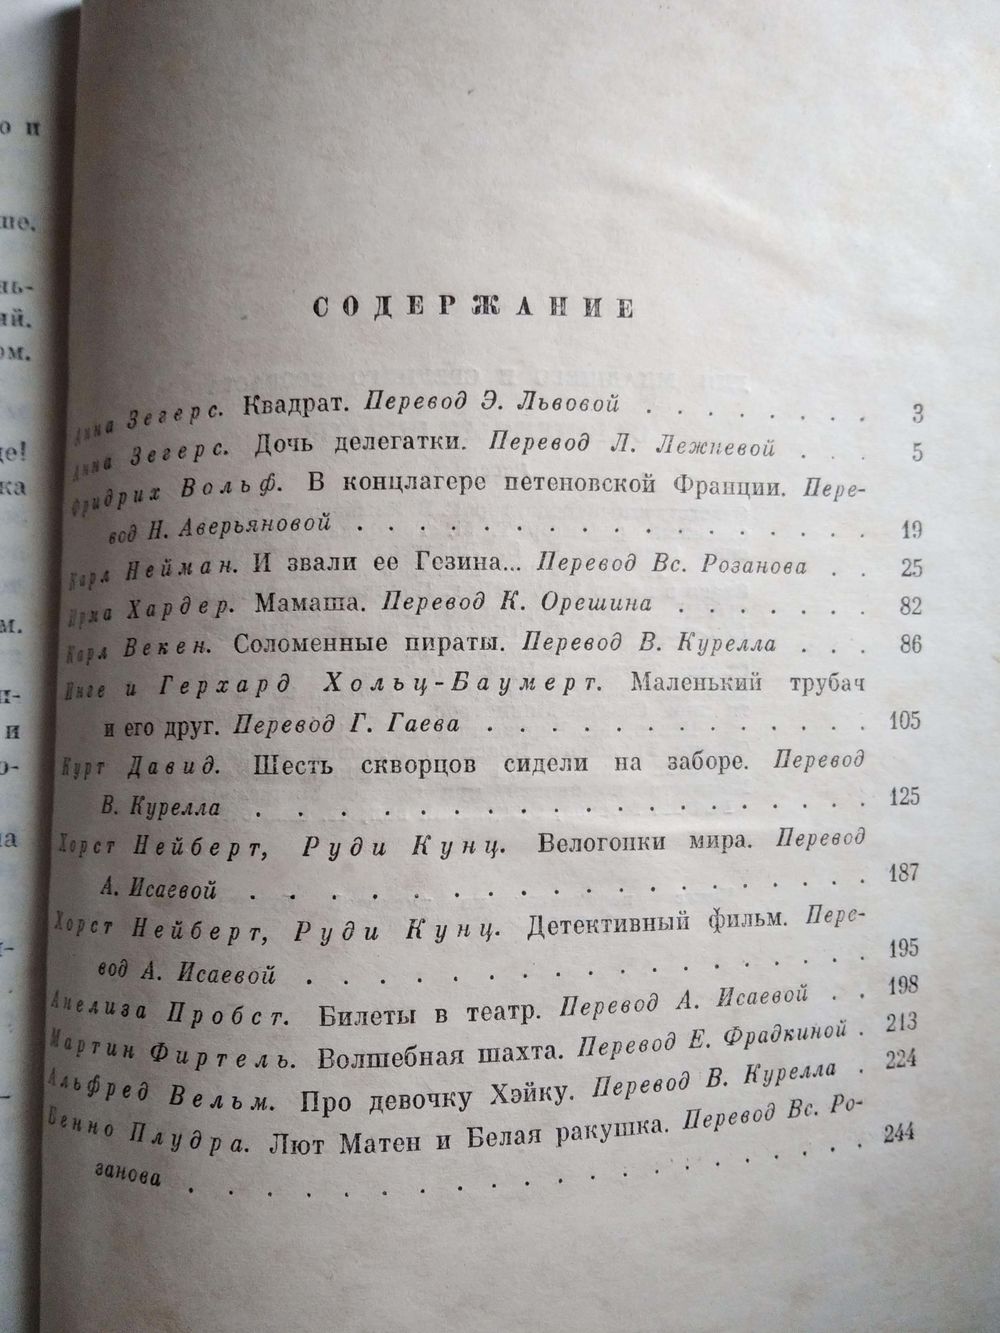 о и
ше.
нь-
ий.
ом.
де!
ка
м.
и
СОДЕРЖАНИЕ
Анна Зегерс. Квадрат. Перевод Э. Львовой . . . . . . . . 3
Анна Зегерс. Дочь делегатки. Перевод Л. Лежневой . . . 5
Фридрих Вольф. В концлагере петеновской Франции. Пере-
вод Н. Аверьяновой . . . . . . . . . . . . . . . . 19
Карл Нейман. И звали ее Гезина... Перевод Вс. Розанова . . 25
Ирма Хардер. Мамаша. Перевод К. Орешина . . . . . . . 82
Карл Векен. Соломенные пираты. Перевод В. Курелла . . . 86
Инге и Герхард Хольц-Баумерт. Маленький трубач
и его друг. Перевод Г. Гаева . . . . . . . . . . . . . 105
Курт Давид. Шесть скворцов сидели на заборе. Перевод
В. Курелла . . . . . . . . . . . . . . . . . . 125
Хорст Нейберт, Руди Кунц. Велогонки мира. Перевод
А. Исаевой . . . . . . . . . . . . . . . . . . 187
Хорст Нейберт, Руди Кунц. Детективный фильм. Пере-
вод А. Исаевой . . . . . . . . . . . . . . . . 195
Анелиза Пробст. Билеты в театр. Перевод А. Исаевой . . 198
Мартин Фиртель. Волшебная шахта. Перевод Е. Фрадкиной . 213
Альфред Вельм. Про девочку Хэйку. Перевод В. Курелла . 224
Бенно Плудра. Лют Матен и Белая ракушка. Перевод Вс. Ро-
занова . . . . . . . . . . . . . . . . . . . . 244